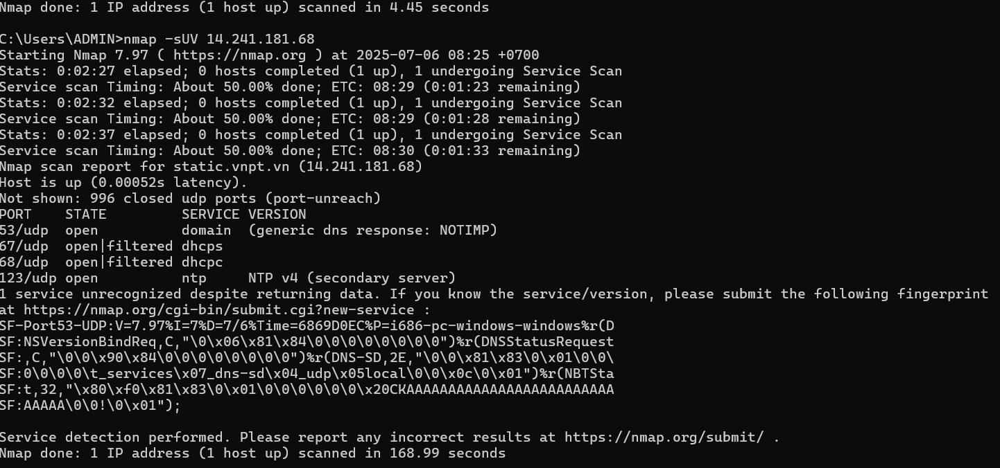 Nmap done: 1 IP address (1 host up) scanned in 4.45 seconds
C:\Users\ADMIN>nmap -sUV 14.241.181.68
Starting Nmap 7.97 ( https://nmap.org ) at 2025-07-06 08:25 +0700
Stats: 0:02:27 elapsed; 0 hosts completed (1 up), 1 undergoing Service Scan
Service scan Timing: About 50.00% done; ETC: 08:29 (0:01:23 remaining)
Stats: 0:02:32 elapsed; 0 hosts completed (1 up), 1 undergoing Service Scan
Service scan Timing: About 50.00% done; ETC: 08:29 (0:01:28 remaining)
Stats: 0:02:37 elapsed; 0 hosts completed (1 up), 1 undergoing Service Scan
Service scan Timing: About 50.00% done; ETC: 08:30 (0:01:33 remaining)
Nmap scan report for static.vnpt.vn (14.241.181.68)
Host is up (0.00052s latency).
Not shown: 996 closed udp ports (port-unreach)
PORT    STATE         SERVICE VERSION
53/udp  open          domain  (generic dns response: NOTIMP)
67/udp  open|filtered dhcps
68/udp  open|filtered dhcpc
123/udp open          ntp     NTP v4 (secondary server)
1 service unrecognized despite returning data. If you know the service/version, please submit the following fingerprint
at https://nmap.org/cgi-bin/submit.cgi?new-service :
SF-Port53-UDP:V=7.97%I=7%D=7/6%Time=6869D0EC%P=i686-pc-windows-windows%r(D
SF:NSVersionBindReq,C,"\0\x06\x81\x84\0\0\0\0\0\0\0\0")%r(DNSStatusRequest
SF:,C,"\0\0\x90\x84\0\0\0\0\0\0\0\0")%r(DNS-SD,2E,"\0\0\x81\x83\0\x01\0\0\
SF:0\0\0\0\t_services\x07_dns-sd\x04_udp\x05local\0\0\x0c\0\x01")%r(NBTSta
SF:t,32,"\x80\xf0\x81\x83\0\x01\0\0\0\0\0\0\x20CKAAAAAAAAAAAAAAAAAAAAAAAAA
SF:AAAAA\0\0!\0\x01");
Service detection performed. Please report any incorrect results at https://nmap.org/submit/ .
Nmap done: 1 IP address (1 host up) scanned in 168.99 seconds